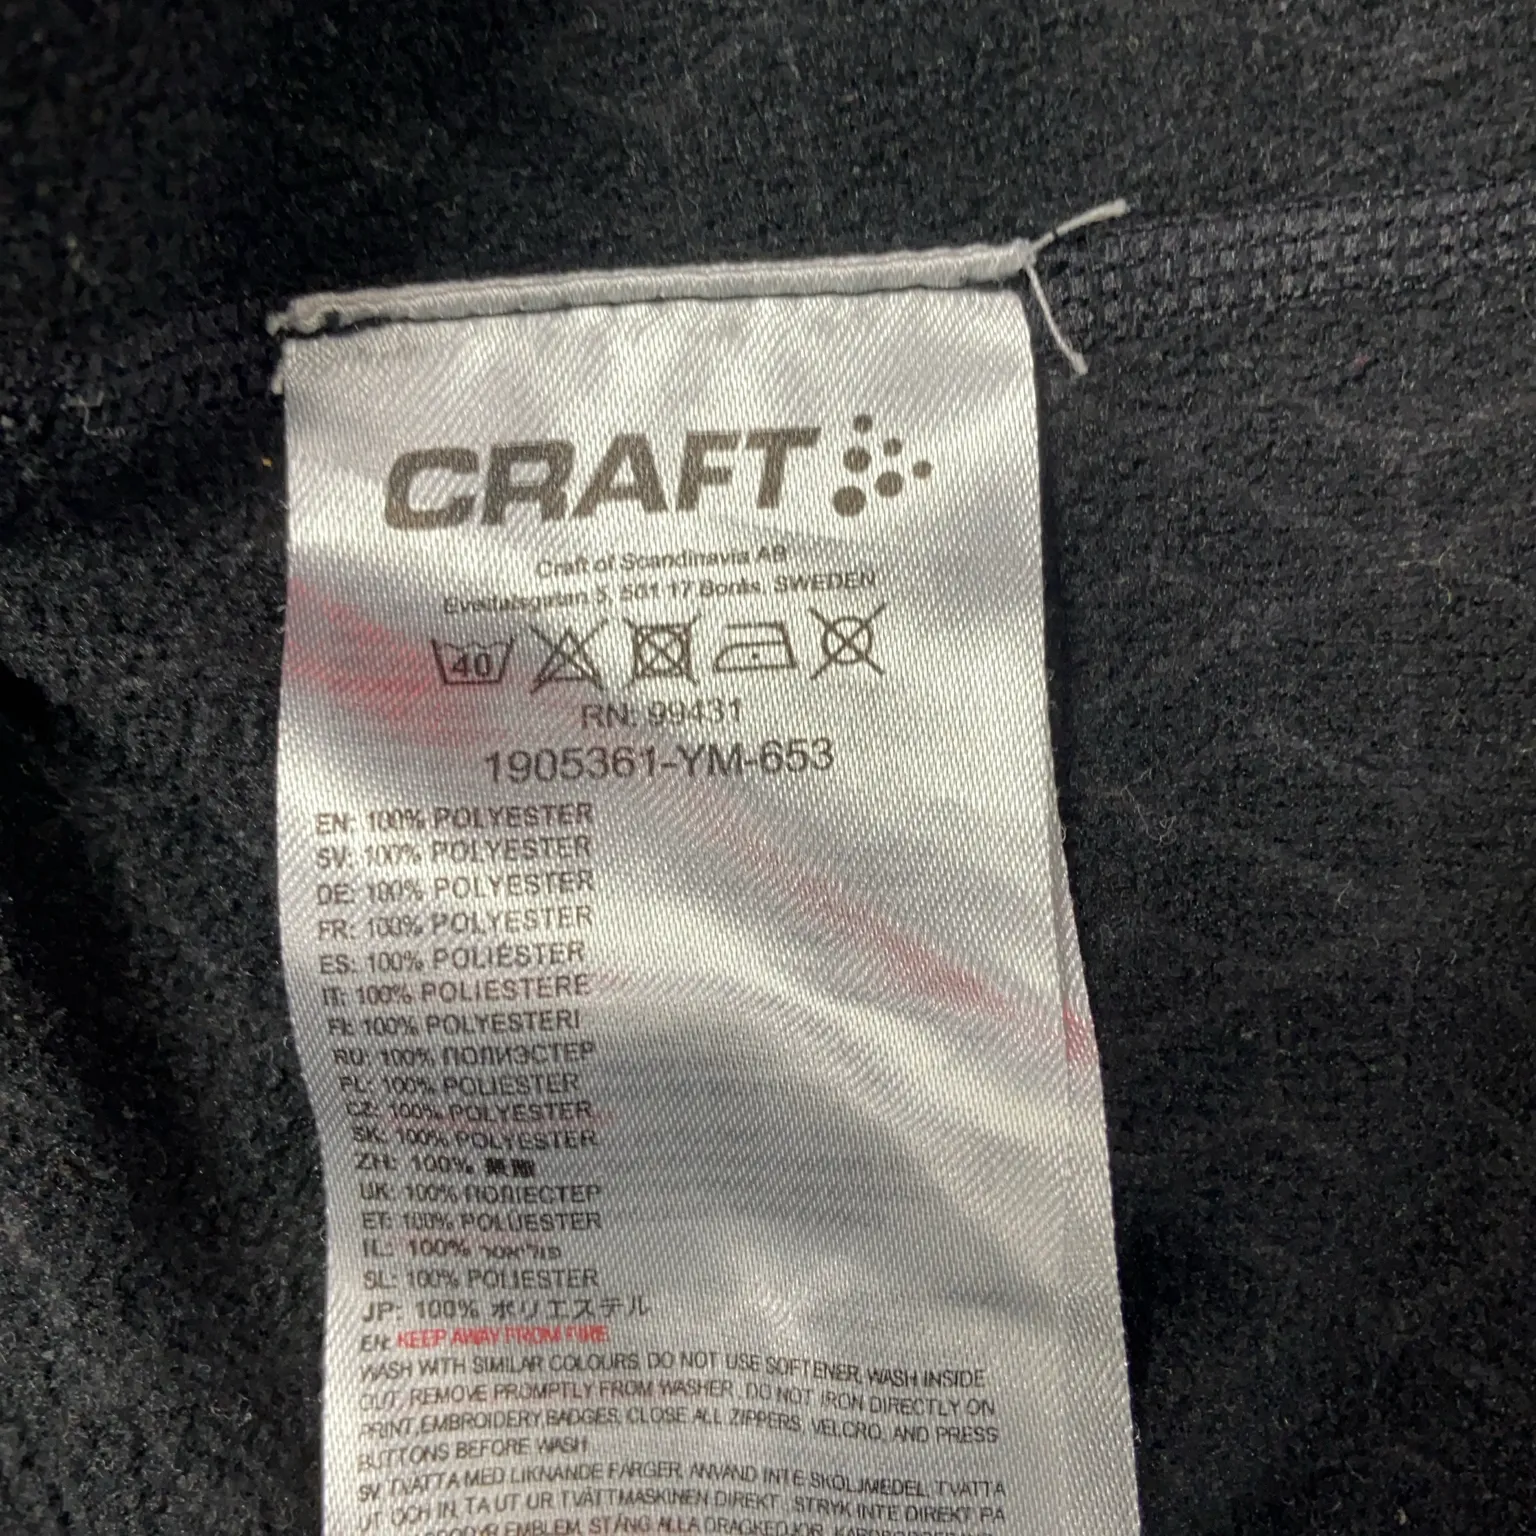 CRAFT
Craft of Scandinavia AB
Evedalsgatan 5, 501 17 Borås, SWEDEN
40
RN: 99431
1905361-YM-653
EN: 100% POLYESTER
SV: 100% POLYESTER
DE: 100% POLYESTER
FR: 100% POLYESTER
ES: 100% POLIÉSTER
IT: 100% POLIESTERE
FI: 100% POLYESTERI
RU: 100% ПОЛИЭСТЕР
PL: 100% POLIESTER
CZ: 100% POLYESTER
SK: 100% POLYESTER
ZH: 100%
UK: 100% ПОЛІЕСТЕР
ET: 100% POLÜESTER
IL: 100% פוליאסטר
SL: 100% POLIESTER
JP: 100% ポリエステル
EN: KEEP AWAY FROM FIRE
WASH WITH SIMILAR COLOURS, DO NOT USE SOFTENER, WASH INSIDE
OUT, REMOVE PROMPTLY FROM WASHER, DO NOT IRON DIRECTLY ON
PRINT, EMBROIDERY, BADGES, CLOSE ALL ZIPPERS, VELCRO, AND PRESS
BUTTONS BEFORE WASH
SV: TVÄTTA MED LIKNANDE FÄRGER, ANVÄND INTE SKÖLJMEDEL, TVÄTTA
UT OCH IN, TA UT UR TVÄTTMASKINEN DIREKT, STRYK INTE DIREKT PÅ
EMBLEM, STÄNG ALLA DRAGKEDJOR,